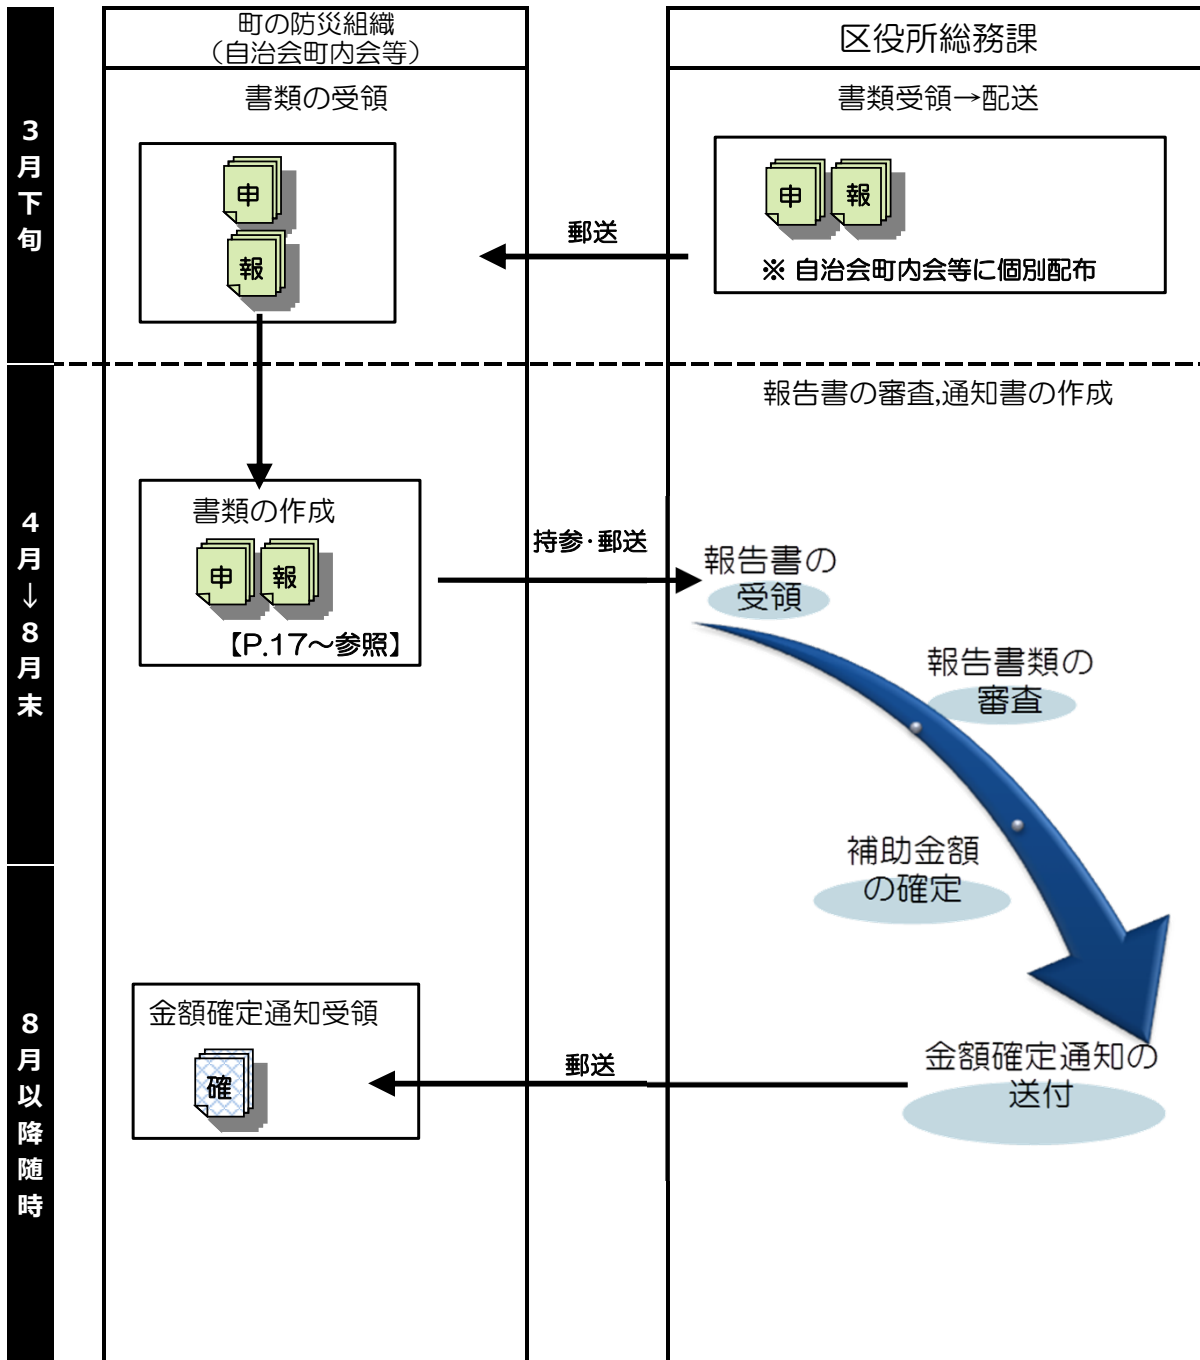 町の防災組織
（自治会町内会等）
区役所総務課
3月下旬
書類の受領
申
報
郵送
書類受領→配送
申
報
※ 自治会町内会等に個別配布
4月→8月末
報告書の審査,通知書の作成
書類の作成
申
報
【P.17～参照】
持参・郵送
報告書の
受領
報告書類の
審査
補助金額
の確定
8月以降随時
金額確定通知受領
確
郵送
金額確定通知の
送付